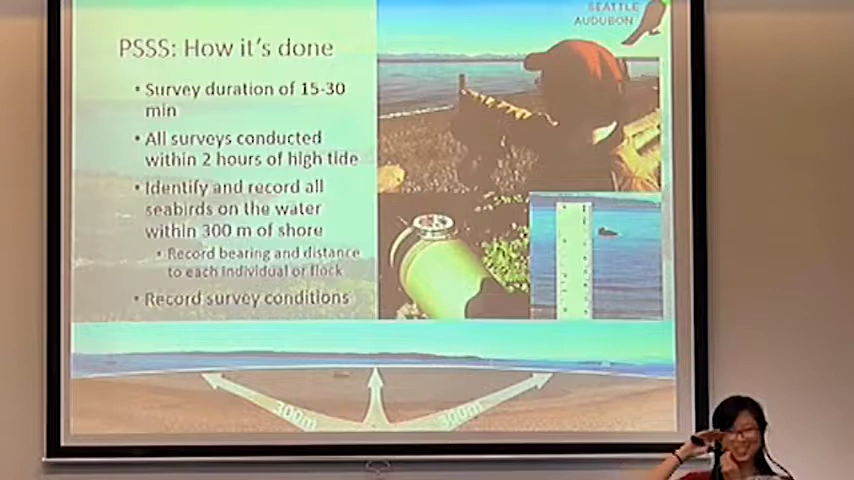 SEATTLE
AUDUBON
PSSS: How it's done
• Survey duration of 15-30
min
• All surveys conducted
within 2 hours of high tide
• Identify and record all
seabirds on the water
within 300 m of shore
• Record bearing and distance
to each individual or flock
• Record survey conditions
300m
300m